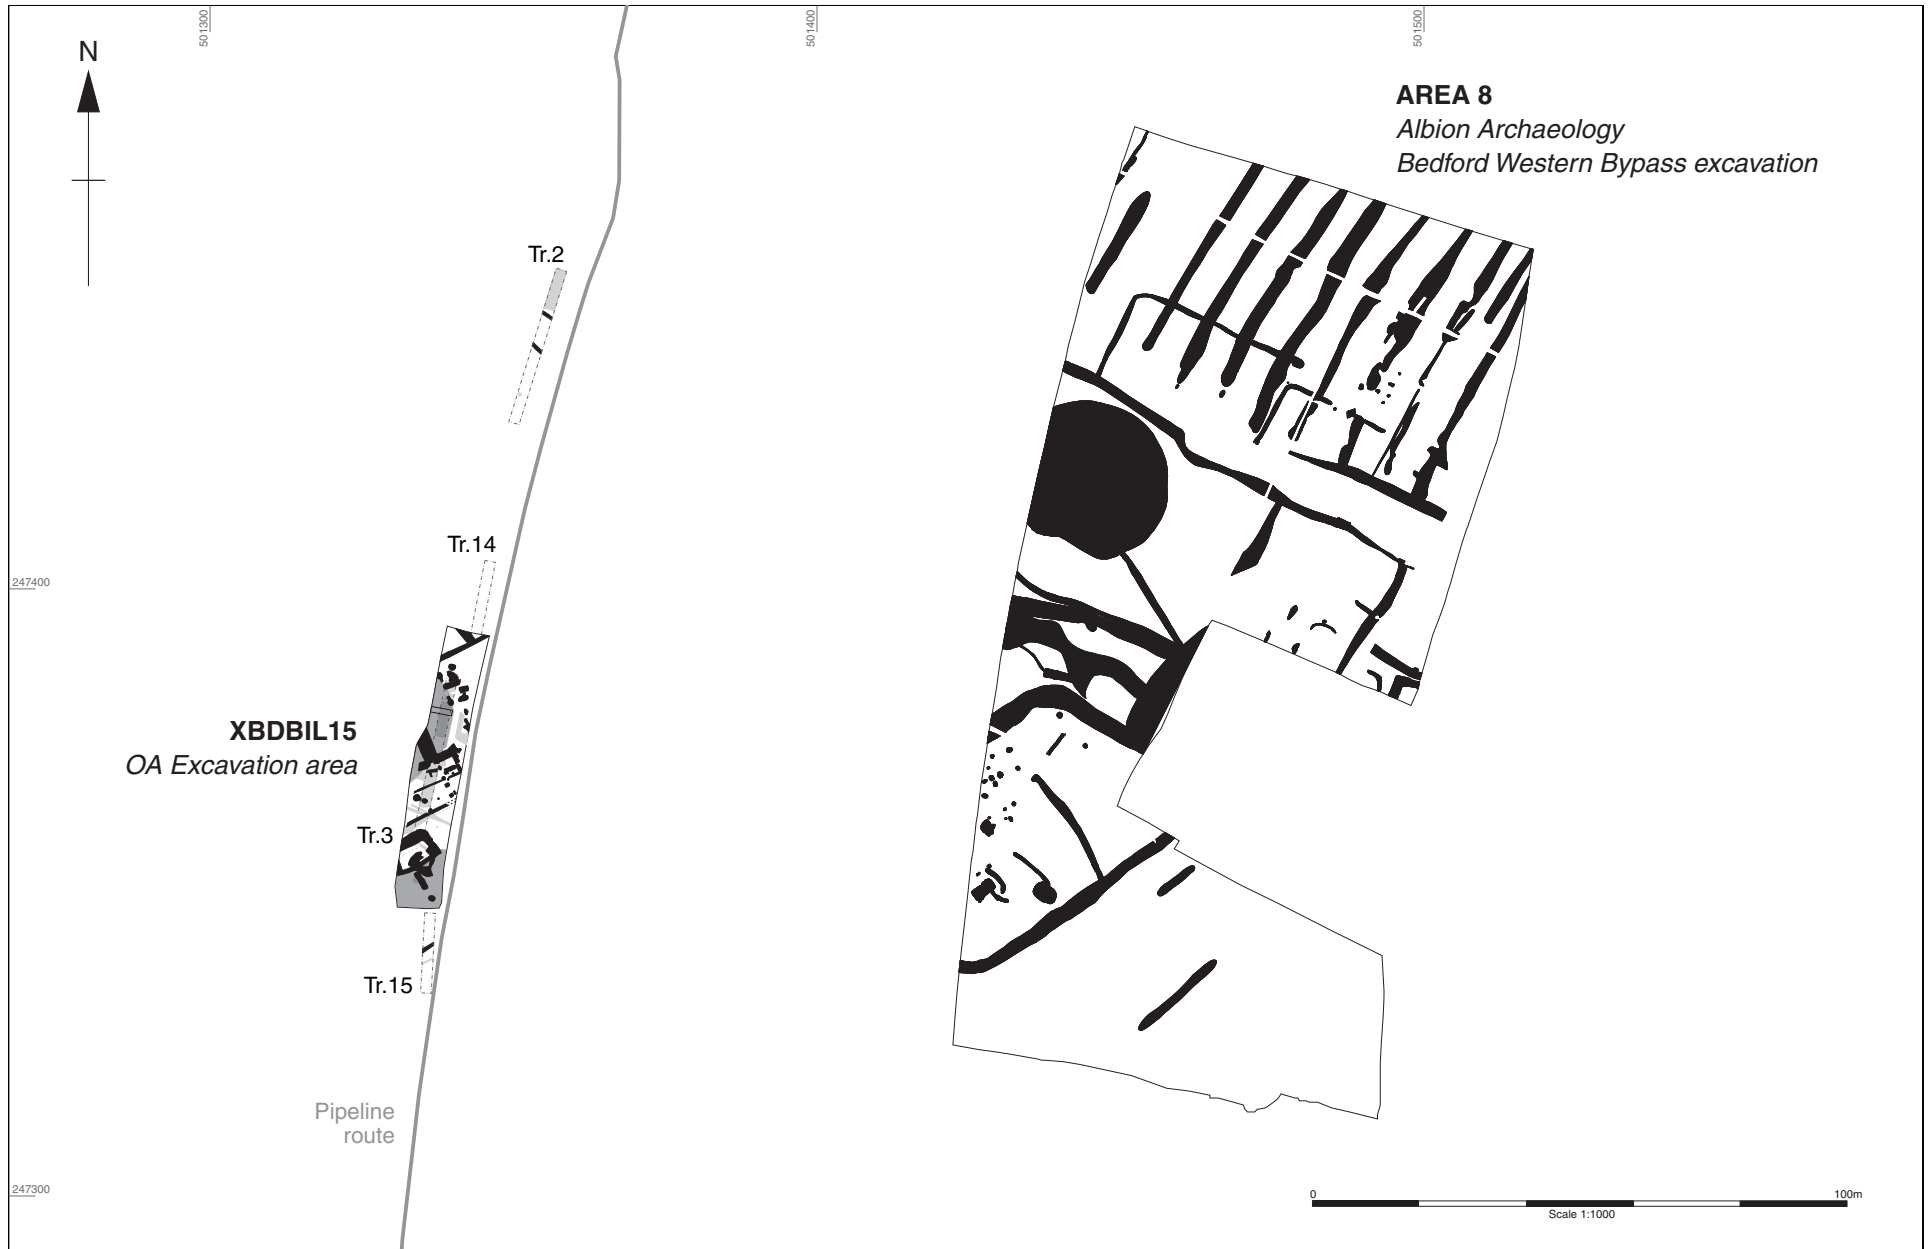 501300
501400
501500
N
AREA 8
Albion Archaeology
Bedford Western Bypass excavation
Tr.2
Tr.14
247400
XBDBIL15
OA Excavation area
Tr.3
Tr.15
Pipeline
route
247300
0
100m
Scale 1:1000